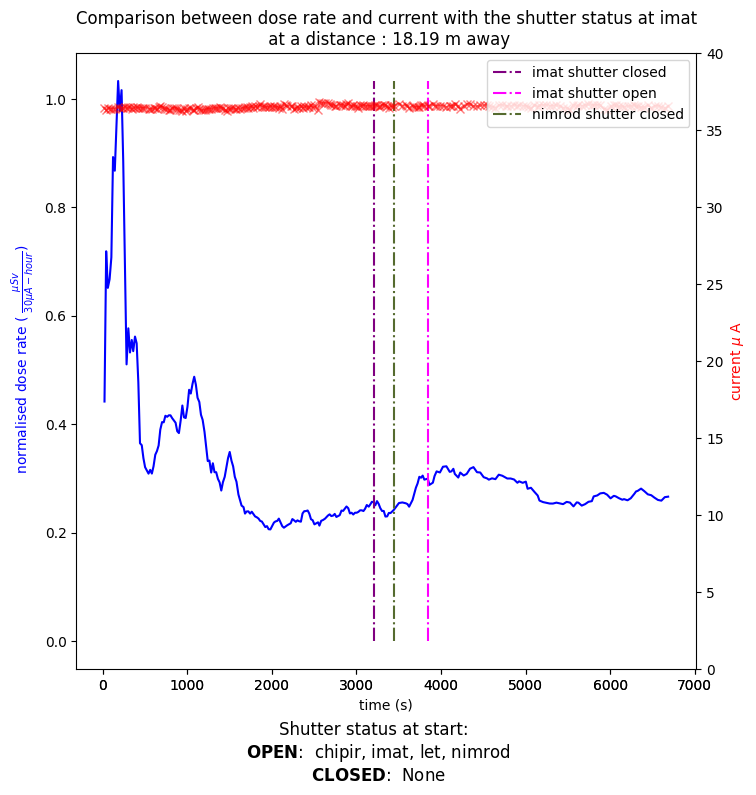 Comparison between dose rate and current with the shutter status at imat
at a distance : 18.19 m away
imat shutter closed
imat shutter open
nimrod shutter closed
normalised dose rate ( μSv / 30μA − hour )
1.0
0.8
0.6
0.4
0.2
0.0
40
35
30
25
20
15
10
5
0
current μ A
0 1000 2000 3000 4000 5000 6000 7000
time (s)
Shutter status at start:
OPEN: chipir, imat, let, nimrod
CLOSED: None